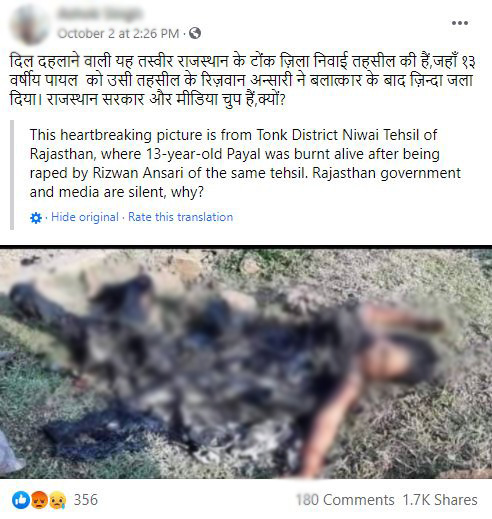 October 2 at 2:26 PM ·
दिल दहलाने वाली यह तस्वीर राजस्थान के टोंक ज़िला निवाई तहसील की हैं,जहाँ १३
वर्षीय पायल को उसी तहसील के रिज़वान अन्सारी ने बलात्कार के बाद ज़िन्दा जला
दिया। राजस्थान सरकार और मीडिया चुप हैं,क्यों?
This heartbreaking picture is from Tonk District Niwai Tehsil of
Rajasthan, where 13-year-old Payal was burnt alive after being
raped by Rizwan Ansari of the same tehsil. Rajasthan government
and media are silent, why?
· Hide original · Rate this translation
356
180 Comments 1.7K Shares